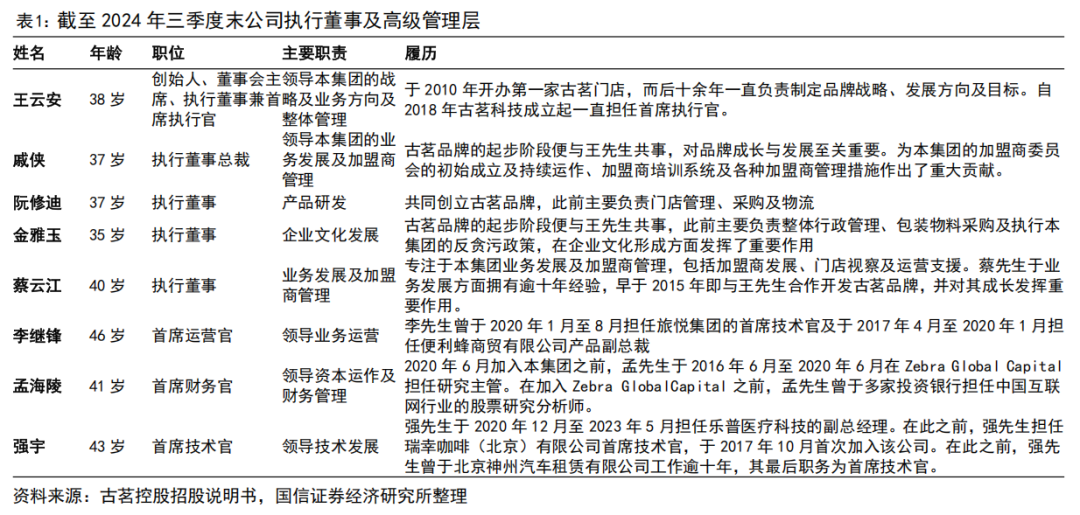 表1：截至 2024 年三季度末公司执行董事及高级管理层
姓名 年龄 职位 主要职责 履历
王云安 38 岁 创始人、董事会主席、执行董事兼首席执行官 领导本集团的战略及业务方向及整体管理 于 2010 年开办第一家古茗门店，而后十余年一直负责制定品牌战略、发展方向及目标。自
2018 年古茗科技成立起一直担任首席执行官。
戚侠 37 岁 执行董事总裁 领导本集团的业务发展及加盟商管理 古茗品牌的起步阶段便与王先生共事，对品牌成长与发展至关重要。为本集团的加盟商委员
会的初始成立及持续运作、加盟商培训系统及各种加盟商管理措施作出了重大贡献。
阮修迪 37 岁 执行董事 产品研发 共同创立古茗品牌，此前主要负责门店管理、采购及物流
金雅玉 35 岁 执行董事 企业文化发展 古茗品牌的起步阶段便与王先生共事，此前主要负责整体行政管理、包装物料采购及执行本
集团的反贪污政策，在企业文化形成方面发挥了重要作用
蔡云江 40 岁 执行董事 业务发展及加盟商管理 专注于本集团业务发展及加盟商管理，包括加盟商发展、门店视察及运营支援。蔡先生于业
务发展方面拥有逾十年经验，早于 2015 年即与王先生合作开发古茗品牌，并对其成长发挥重
要作用。
李继锋 46 岁 首席运营官 领导业务运营 李先生曾于 2020 年 1 月至 8 月担任旅悦集团的首席技术官及于 2017 年 4 月至 2020 年 1 月担
任便利蜂商贸有限公司产品副总裁
孟海陵 41 岁 首席财务官 领导资本运作及财务管理 2020 年 6 月加入本集团之前，孟先生于 2016 年 6 月至 2020 年 6 月在 Zebra Global Capital
担任研究主管。在加入 Zebra GlobalCapital 之前，孟先生曾于多家投资银行担任中国互联
网行业的股票研究分析师。
强宇 43 岁 首席技术官 领导技术发展 强先生于 2020 年 12 月至 2023 年 5 月担任乐普医疗科技的副总经理。在此之前，强先生担任
瑞幸咖啡（北京）有限公司首席技术官，于 2017 年 10 月首次加入该公司。在此之前，强先
生曾于北京神州汽车租赁有限公司工作逾十年，其最后职务为首席技术官。
资料来源：古茗控股招股说明书，国信证券经济研究所整理